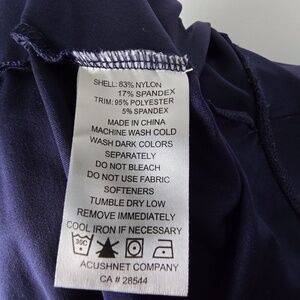 SHELL: 83% NYLON
17% SPANDEX
TRIM: 95% POLYESTER
5% SPANDEX
MADE IN CHINA
MACHINE WASH COLD
WASH DARK COLORS
SEPARATELY
DO NOT BLEACH
DO NOT USE FABRIC
SOFTENERS
TUMBLE DRY LOW
REMOVE IMMEDIATELY
COOL IRON IF NECESSARY
30C
ACUSHNET COMPANY
CA # 28544